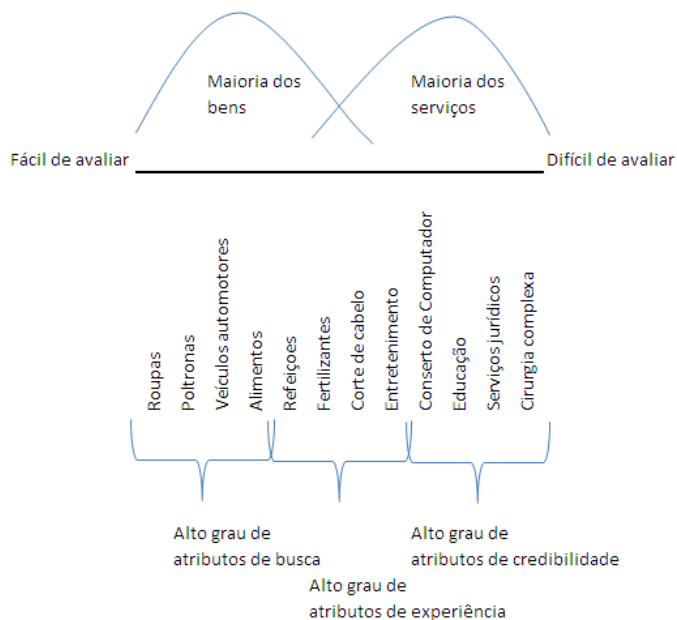 Maioria dos
bens
Maioria dos
serviços
Fácil de avaliar
Difícil de avaliar
Roupas
Poltronas
Veículos automotores
Alimentos
Refeiçoes
Fertilizantes
Corte de cabelo
Entretenimento
Conserto de Computador
Educação
Serviços jurídicos
Cirurgia complexa
Alto grau de
atributos de busca
Alto grau de
atributos de experiência
Alto grau de
atributos de credibilidade